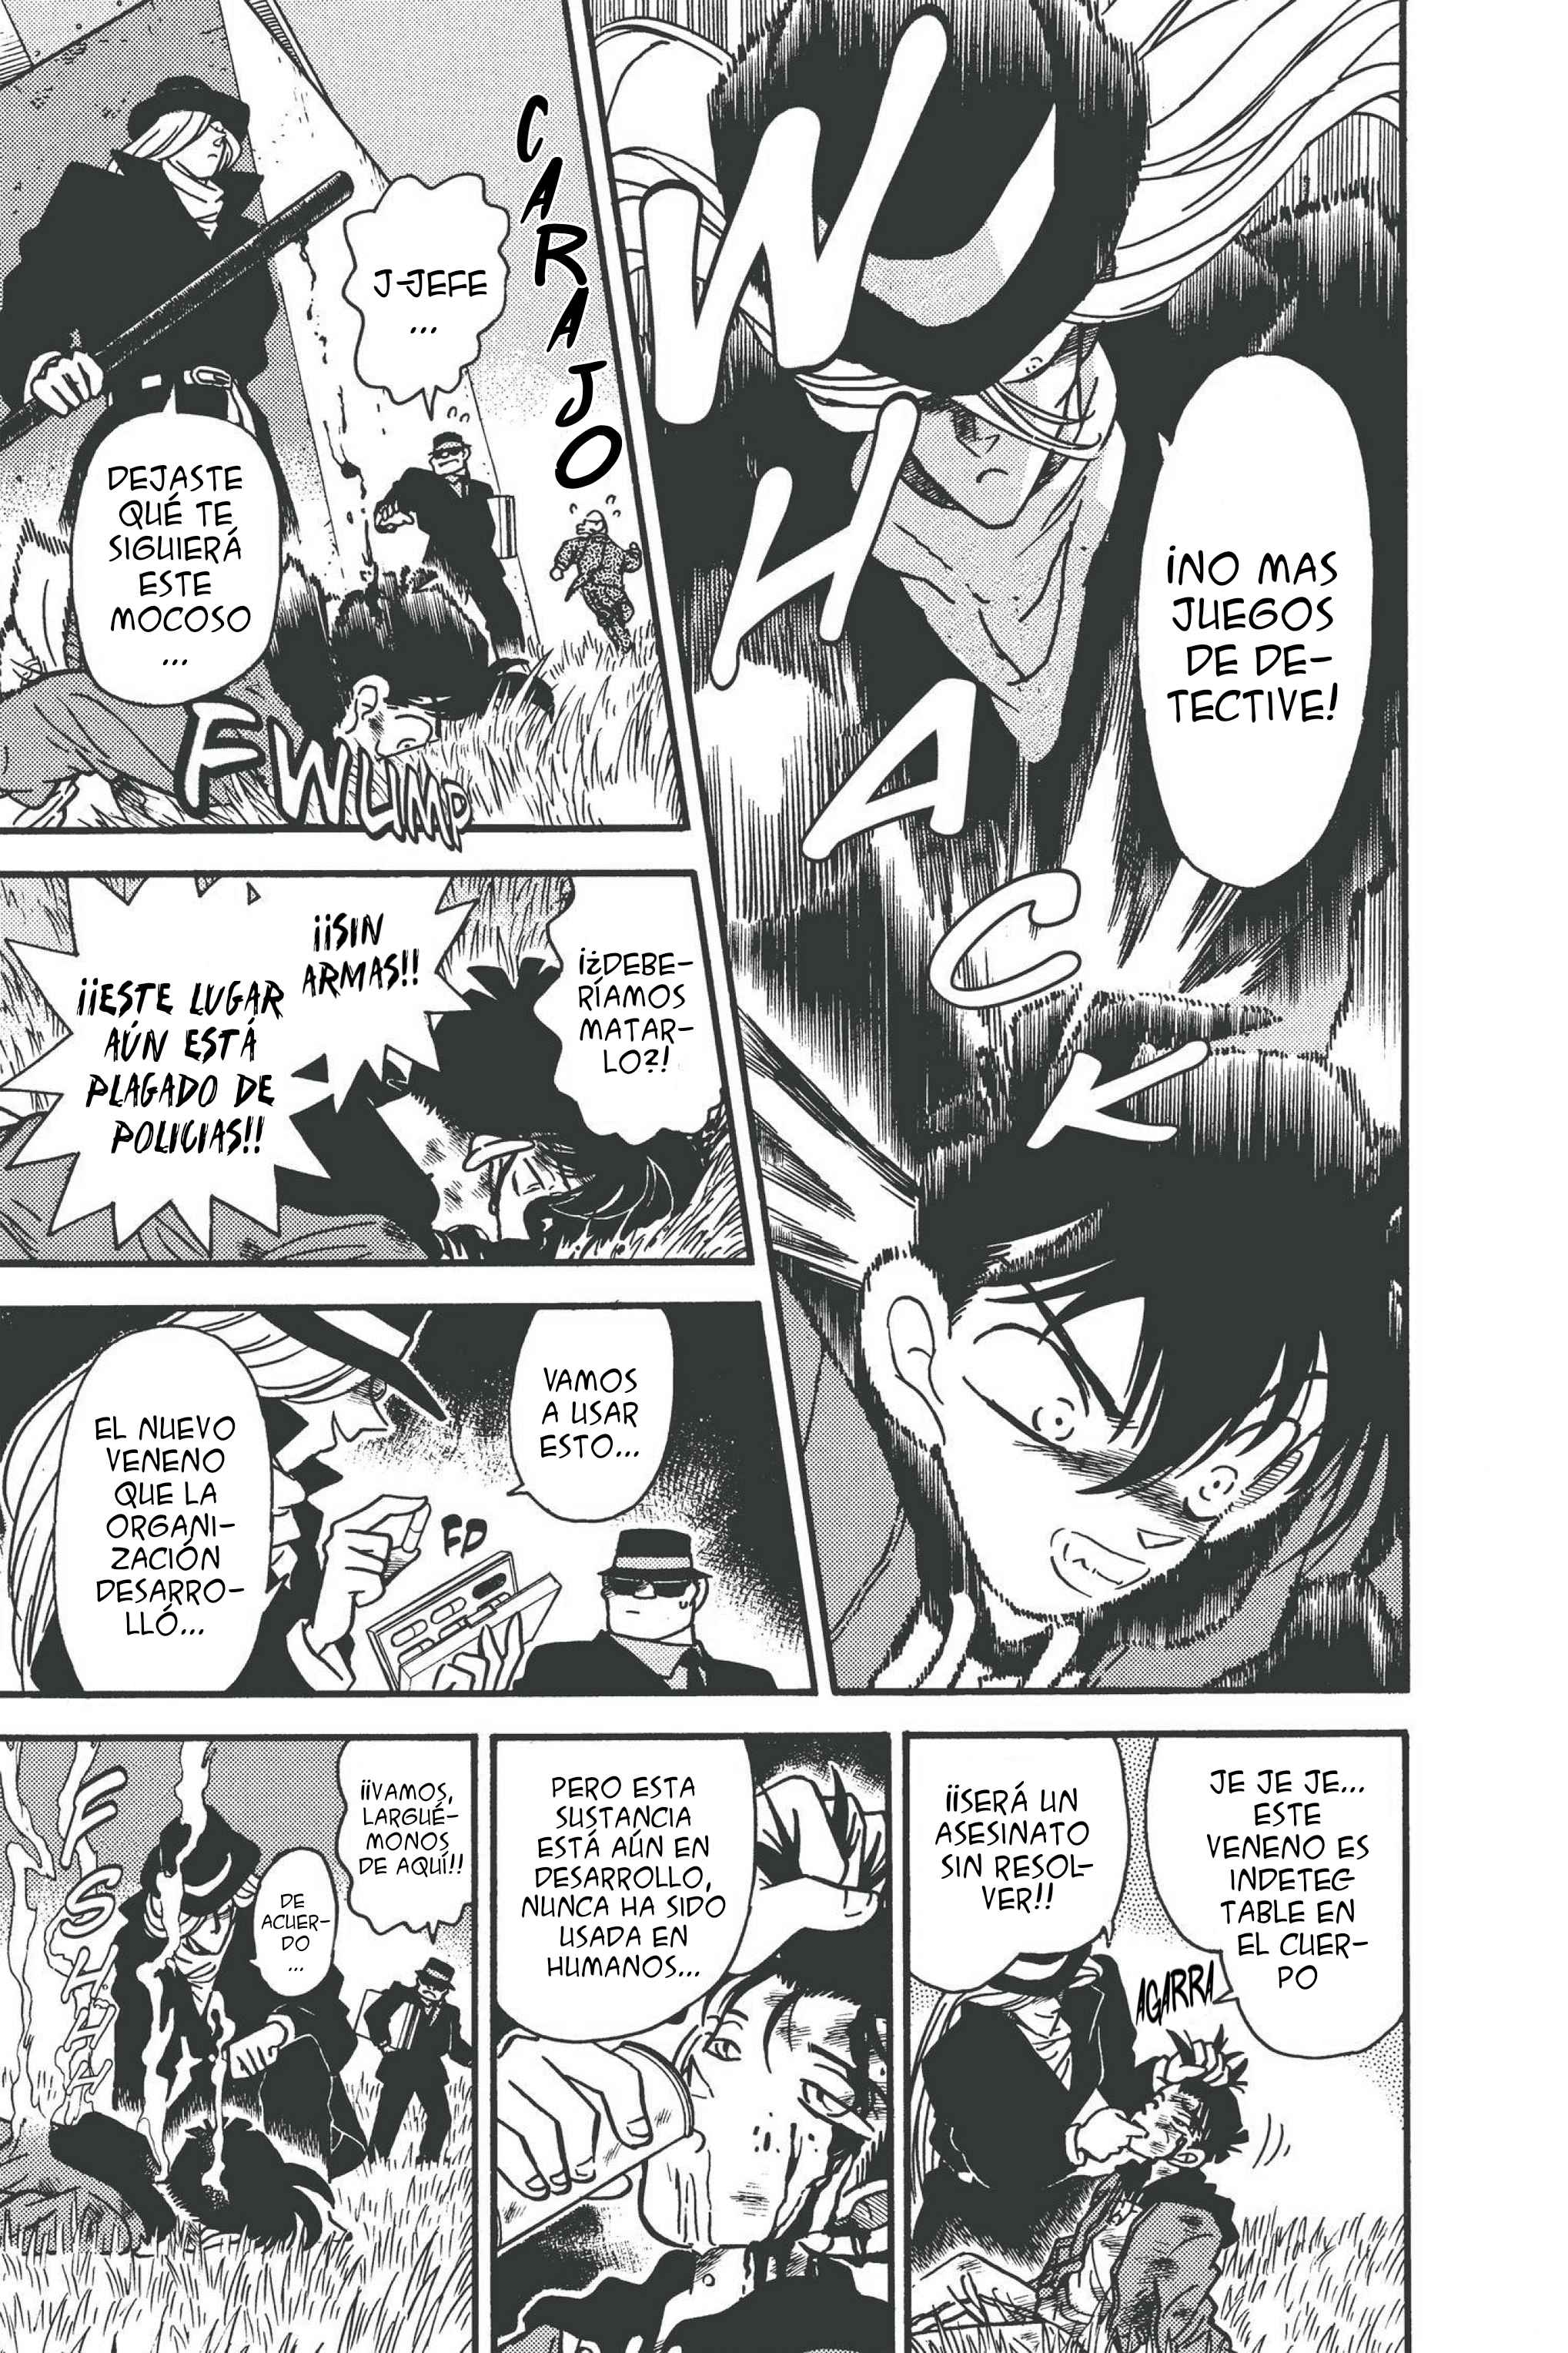 WHACK
¡NO MAS
JUEGOS
DE DE-
TECTIVE!
CARAJO
J-JEFE
...
DEJASTE
QUÉ TE
SIGUIERÁ
ESTE
MOCOSO
...
FWUMP
¡¿DEBE-
RÍAMOS
MATAR-
LO?!
¡¡SIN
ARMAS!!
¡¡ESTE LUGAR
AÚN ESTÁ
PLAGADO DE
POLICIAS!!
VAMOS
A USAR
ESTO...
FP
EL NUEVO
VENENO
QUE LA
ORGANI-
ZACIÓN
DESARRO-
LLÓ...
JE JE JE...
ESTE
VENENO ES
INDETEC-
TABLE EN
EL CUER-
PO
AGARRA
¡¡SERÁ UN
ASESINATO
SIN RESOL-
VER!!
PERO ESTA
SUSTANCIA
ESTÁ AÚN EN
DESARROLLO,
NUNCA HA SIDO
USADA EN
HUMANOS...
¡¡VAMOS,
LARGUÉ-
MONOS
DE AQUÍ!!
DE
ACUER-
DO
...
FSHHAA